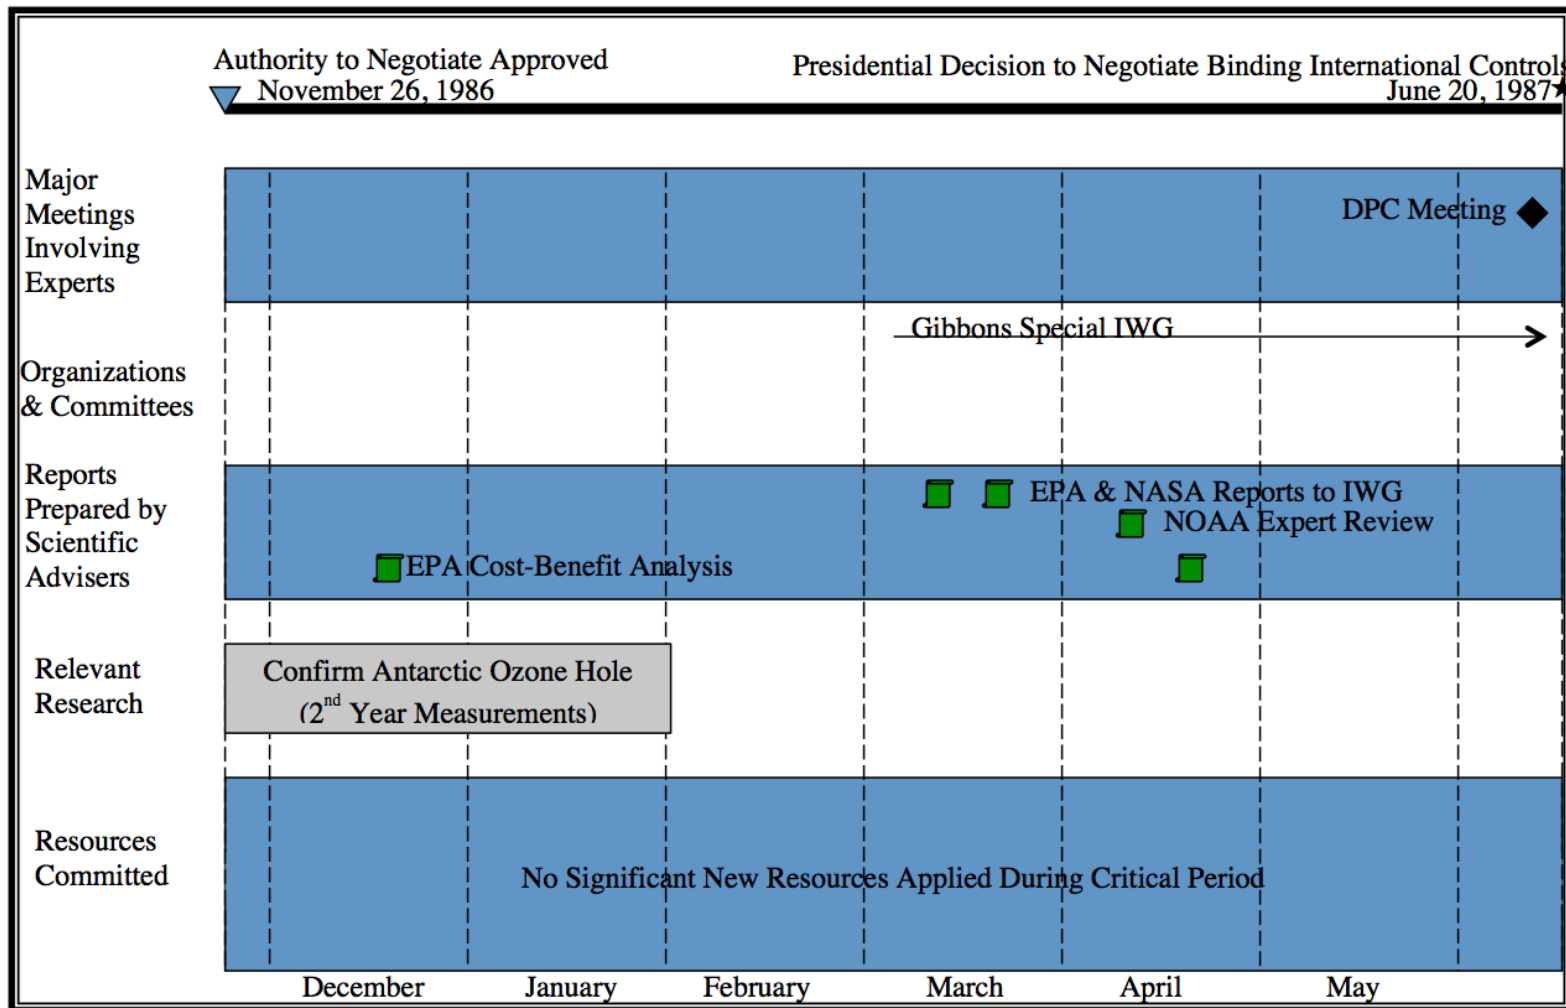 Authority to Negotiate Approved
November 26, 1986
Presidential Decision to Negotiate Binding International Controls
June 20, 1987
Major
Meetings
Involving
Experts
DPC Meeting
Gibbons Special IWG
Organizations
& Committees
Reports
Prepared by
Scientific
Advisers
EPA & NASA Reports to IWG
NOAA Expert Review
EPA Cost-Benefit Analysis
Relevant
Research
Confirm Antarctic Ozone Hole
(2nd Year Measurements)
Resources
Committed
No Significant New Resources Applied During Critical Period
December January February March April May